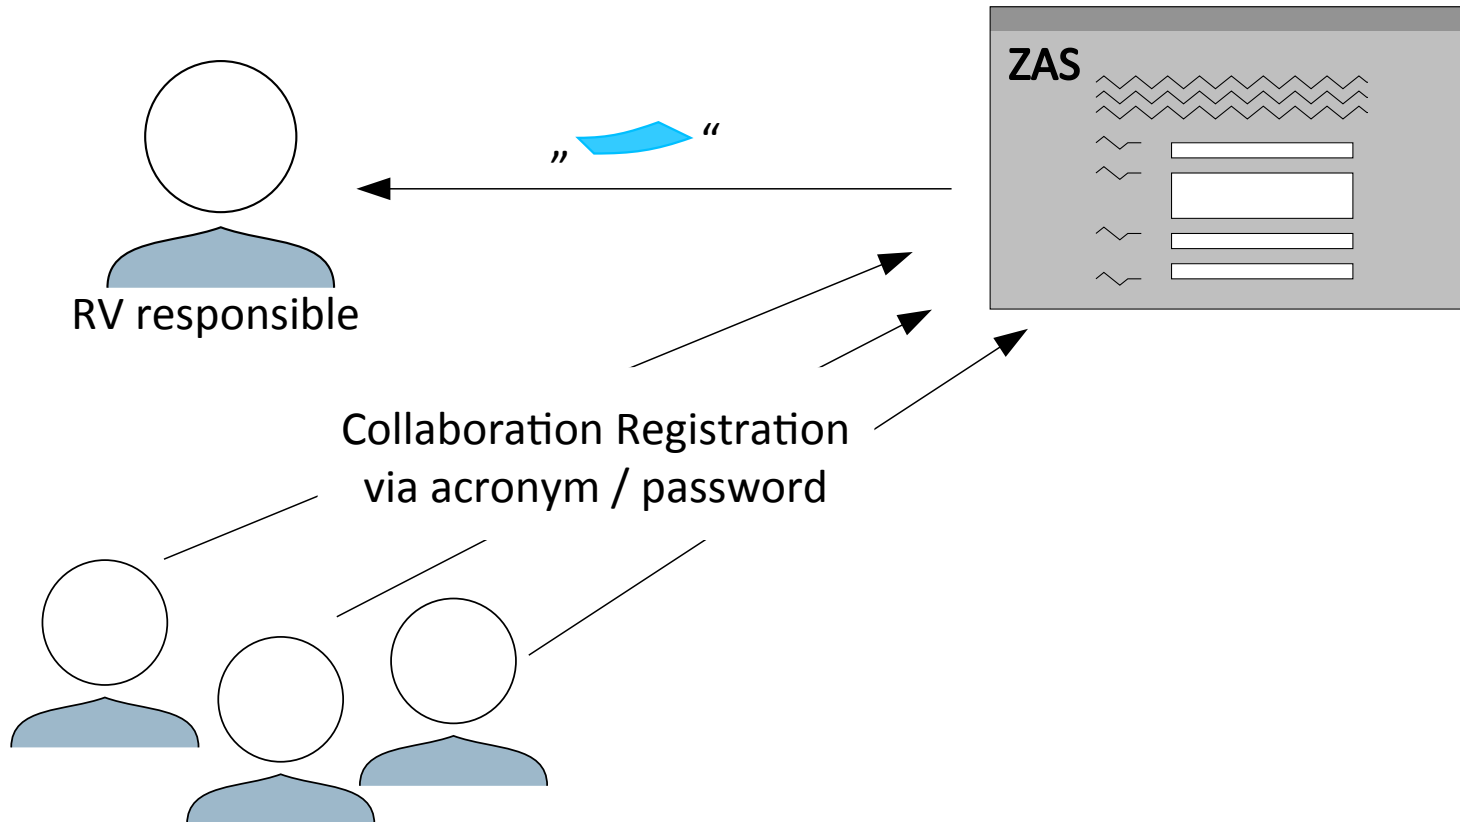 ZAS
„ “
RV responsible
Collaboration Registration
via acronym / password